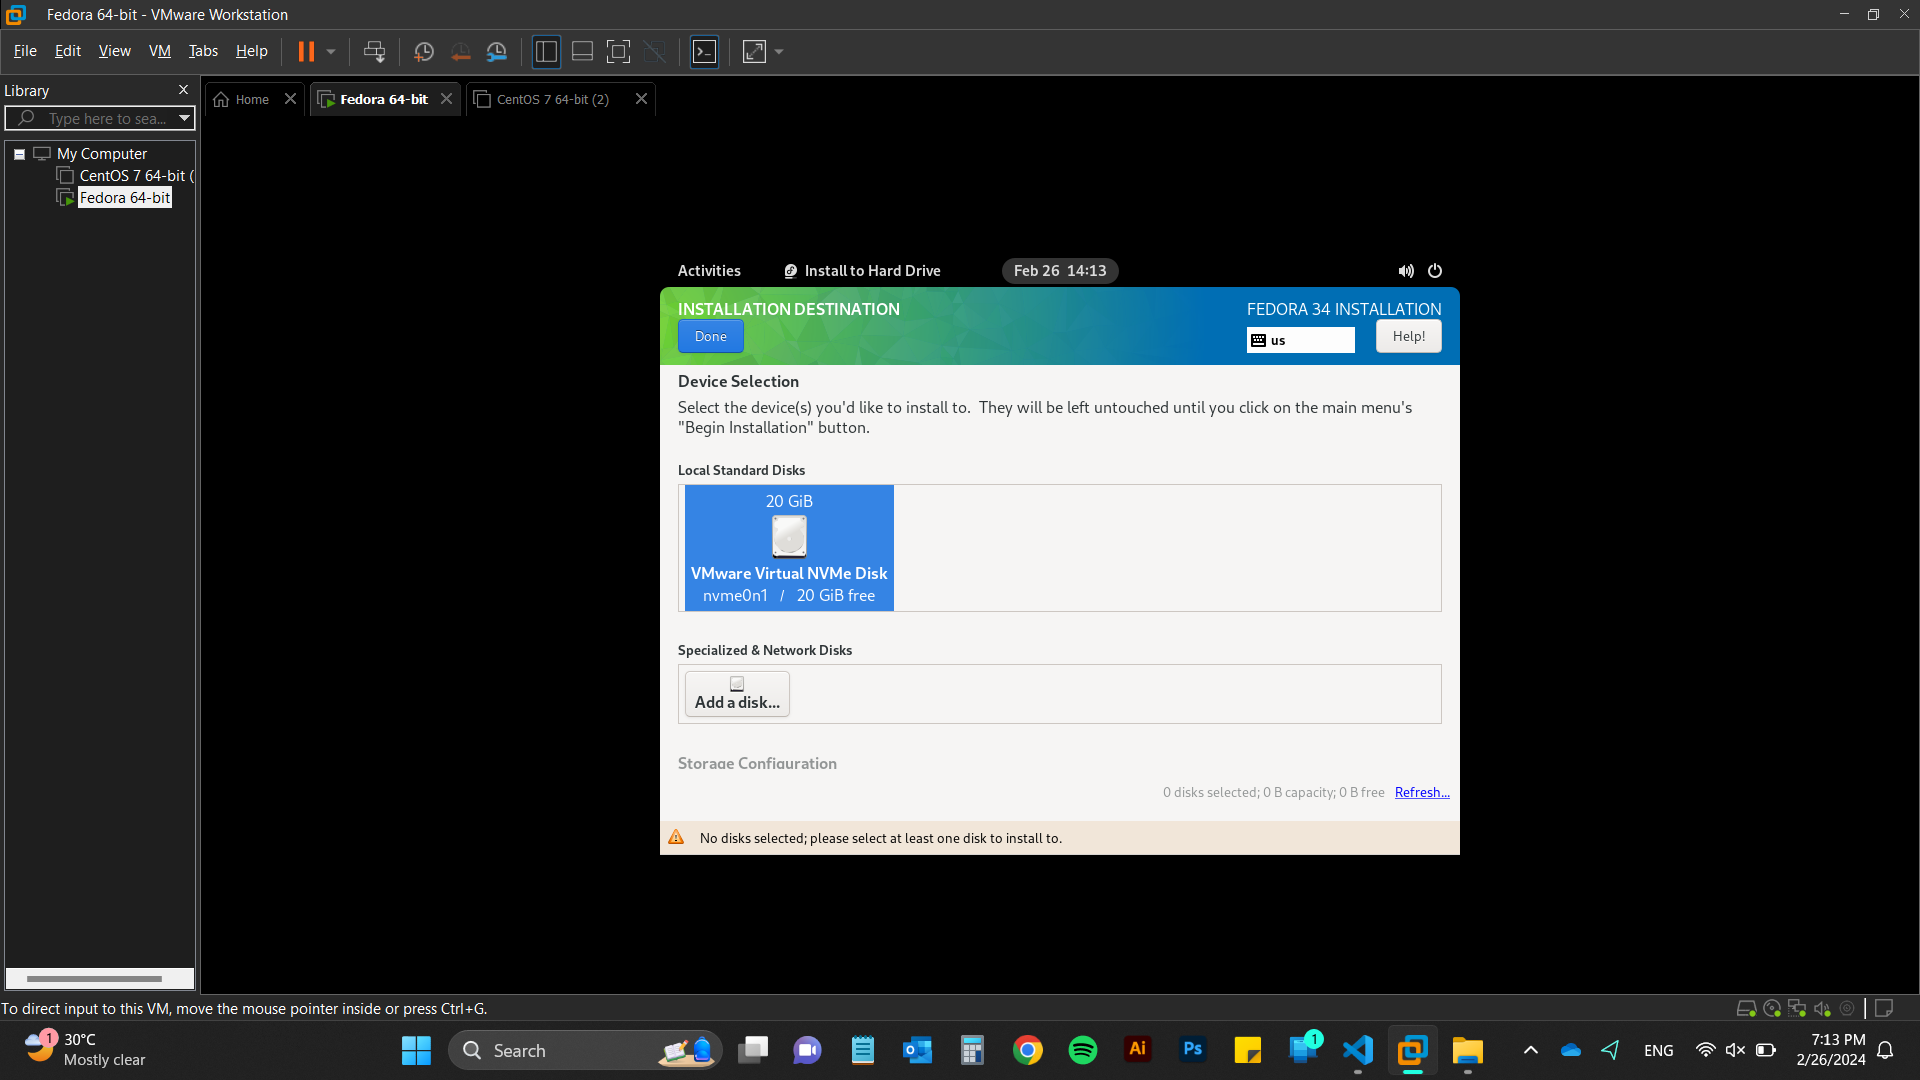 Fedora 64-bit - VMware Workstation
File Edit View VM Tabs Help
Library
Type here to sea...
My Computer
CentOS 7 64-bit (
Fedora 64-bit
Home
Fedora 64-bit
CentOS 7 64-bit (2)
Activities
Install to Hard Drive
Feb 26 14:13
INSTALLATION DESTINATION
FEDORA 34 INSTALLATION
Done
us
Help!
Device Selection
Select the device(s) you'd like to install to. They will be left untouched until you click on the main menu's
"Begin Installation" button.
Local Standard Disks
20 GiB
VMware Virtual NVMe Disk
nvme0n1 / 20 GiB free
Specialized & Network Disks
Add a disk...
Storage Configuration
0 disks selected; 0 B capacity; 0 B free Refresh...
No disks selected; please select at least one disk to install to.
To direct input to this VM, move the mouse pointer inside or press Ctrl+G.
1
30°C
Mostly clear
Search
Ai
Ps
1
ENG
7:13 PM
2/26/2024